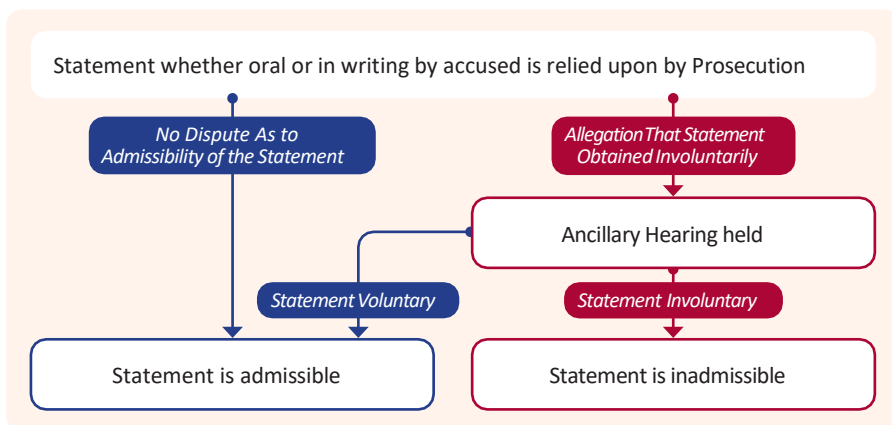 Statement whether oral or in writing by accused is relied upon by Prosecution
No Dispute As to
Admissibility of the Statement
Allegation That Statement
Obtained Involuntarily
Ancillary Hearing held
Statement Voluntary
Statement Involuntary
Statement is admissible
Statement is inadmissible